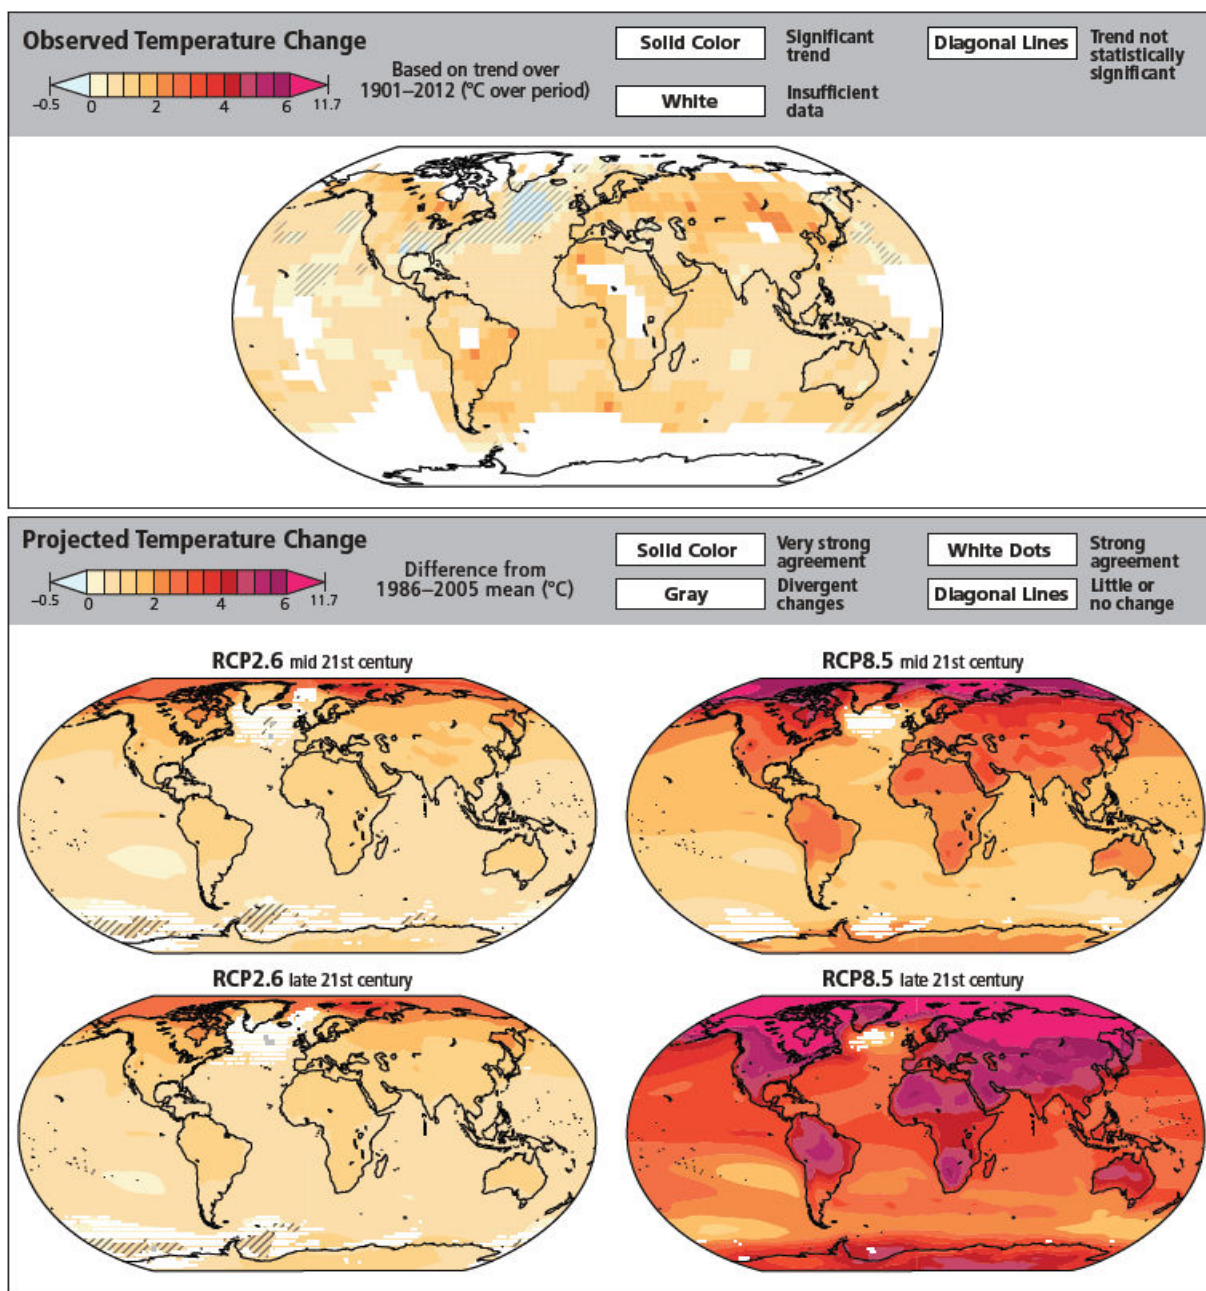 Observed Temperature Change
–0.5 0 2 4 6 11.7
Based on trend over
1901–2012 (°C over period)
Solid Color
Significant
trend
Diagonal Lines
Trend not
statistically
significant
White
Insufficient
data
Projected Temperature Change
–0.5 0 2 4 6 11.7
Difference from
1986–2005 mean (°C)
Solid Color
Very strong
agreement
White Dots
Strong
agreement
Gray
Divergent
changes
Diagonal Lines
Little or
no change
RCP2.6 mid 21st century
RCP8.5 mid 21st century
RCP2.6 late 21st century
RCP8.5 late 21st century